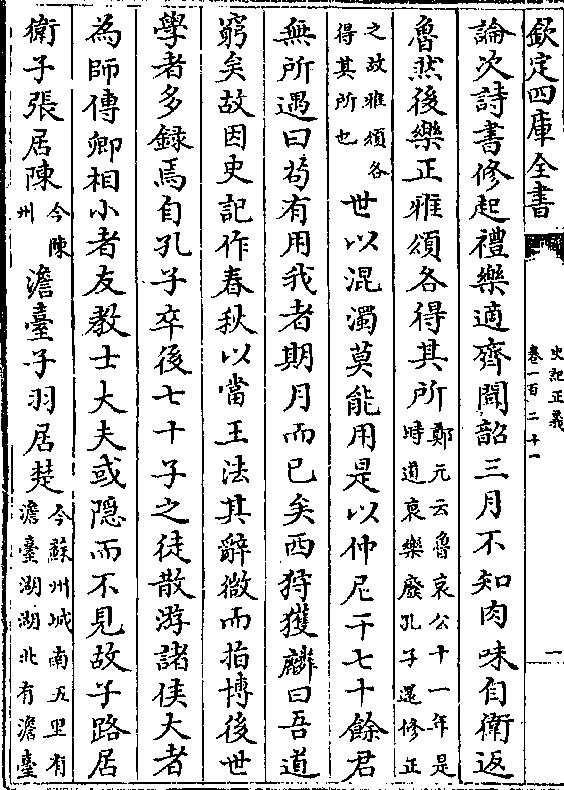 欽定四庫全書
史記正義
卷一百二十一
一
論次詩書修起禮樂適齊聞韶三月不知肉味自衛返
魯然後樂正雅頌各得其所鄭元云魯哀公十一年是
時道衰樂廢孔子還修正
之故雅頌各
得其所也
世以混濁莫能用是以仲尼干七十餘君
無所遇曰茍有用我者期月而已矣西狩獲麟曰吾道
窮矣故因史記作春秋以當王法其辭微而指博後世
學者多録焉自孔子卒後七十子之徒散游諸侯大者
為師傅卿相小者友教士大夫或隱而不見故子路居
衛子張居陳今陳
州
澹臺子羽居楚今蘇州城南五里有
澹臺湖湖北有澹臺